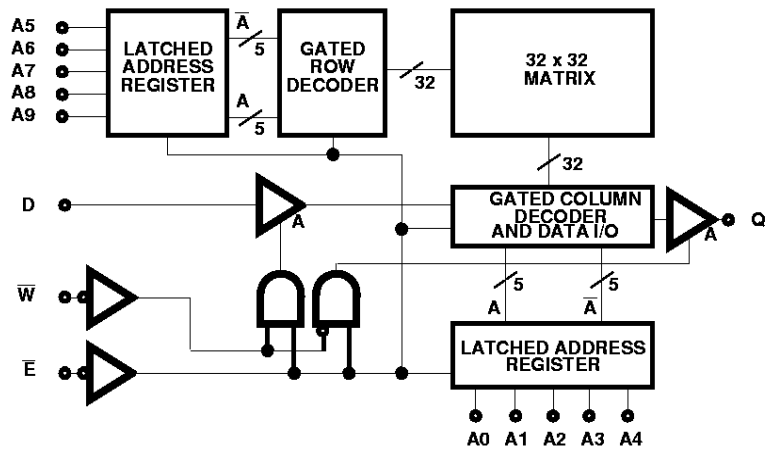 A5
A6
A7
A8
A9
LATCHED
ADDRESS
REGISTER
A̅
5
A
5
GATED
ROW
DECODER
32
32 x 32
MATRIX
32
D
A
GATED COLUMN
DECODER
AND DATA I/O
A
Q
W̅
5
A
A̅
5
E̅
LATCHED ADDRESS
REGISTER
A0 A1 A2 A3 A4